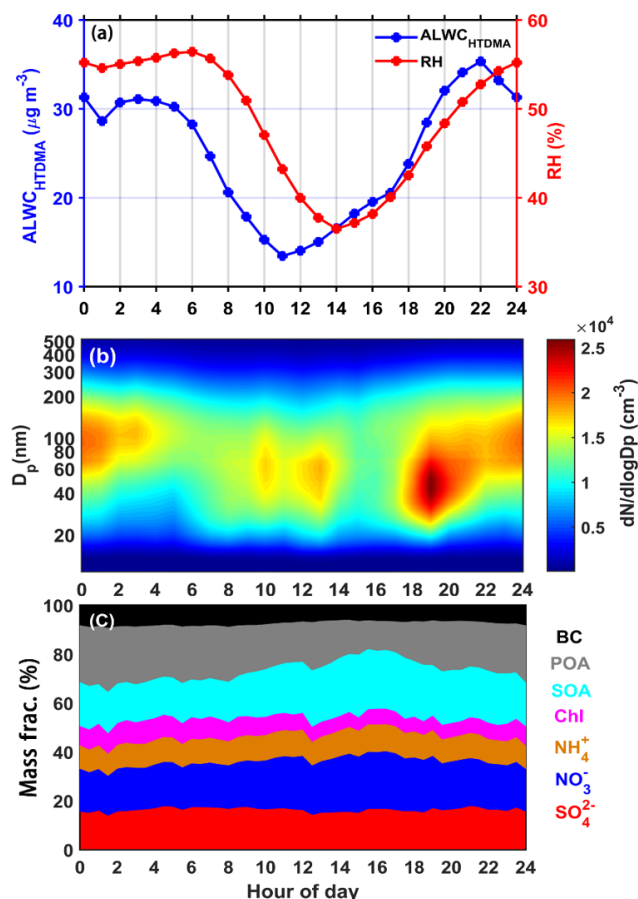 (a)
ALWC_HTDMA
RH
40
30
20
10
ALWC_HTDMA (μg m⁻³)
60
50
40
30
RH (%)
0 2 4 6 8 10 12 14 16 18 20 22 24
(b)
500
400
300
200
100
80
60
40
20
D_p(nm)
0 2 4 6 8 10 12 14 16 18 20 22 24
×10⁴
2.5
2
1.5
1
0.5
dN/dlogDp (cm⁻³)
(C)
100
80
60
40
20
0
Mass frac. (%)
0 2 4 6 8 10 12 14 16 18 20 22 24
Hour of day
BC
POA
SOA
Chl
NH₄⁺
NO₃⁻
SO₄²⁻